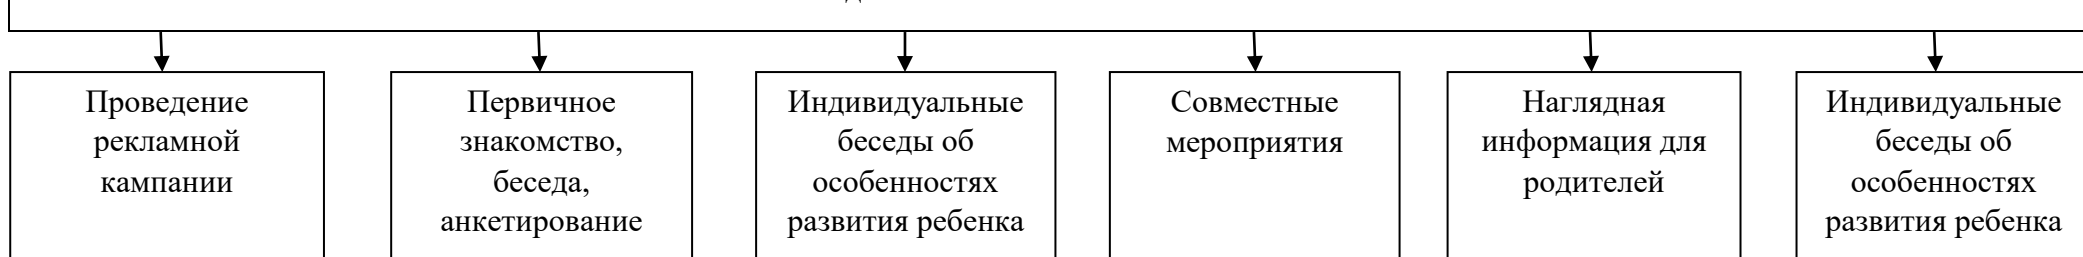 Проведение
рекламной
кампании
Первичное
знакомство,
беседа,
анкетирование
Индивидуальные
беседы об
особенностях
развития ребенка
Совместные
мероприятия
Наглядная
информация для
родителей
Индивидуальные
беседы об
особенностях
развития ребенка